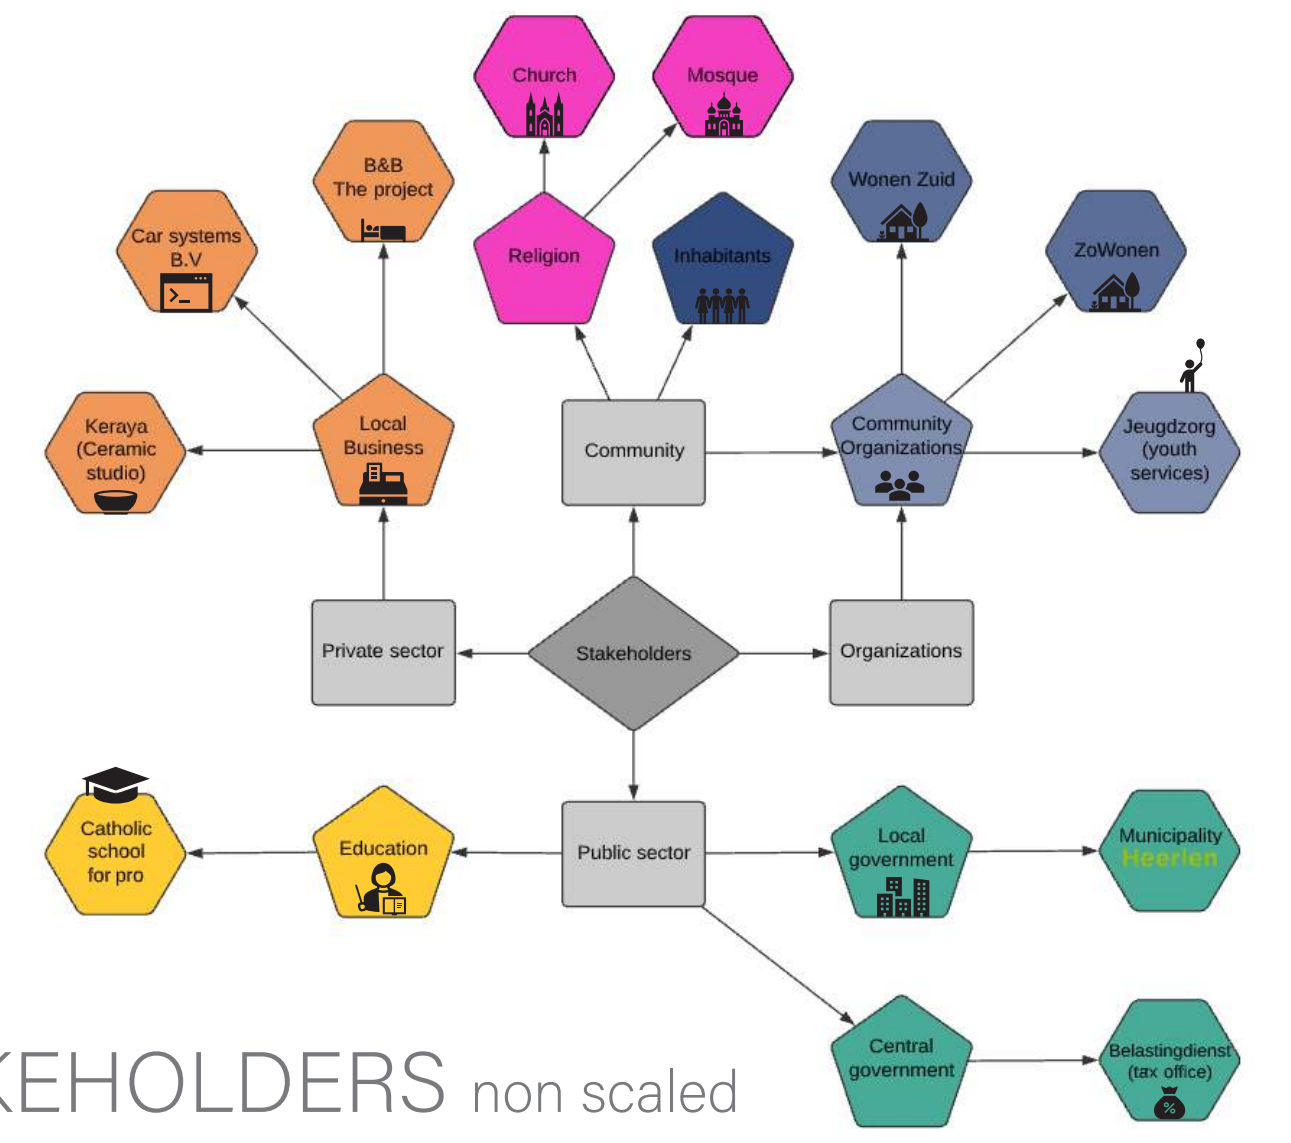 Church
Mosque
B&B
The project
Wonen Zuid
Car systems
B.V
>_
Religion
Inhabitants
ZoWonen
Keraya
(Ceramic
studio)
Local
Business
Community
Community
Organizations
Jeugdzorg
(youth
services)
Private sector
Stakeholders
Organizations
Catholic
school
for pro
Education
Public sector
Local
government
Municipality
Heerlen
Central
government
Belastingdienst
(tax office)
%
KEHOLDERS non scaled